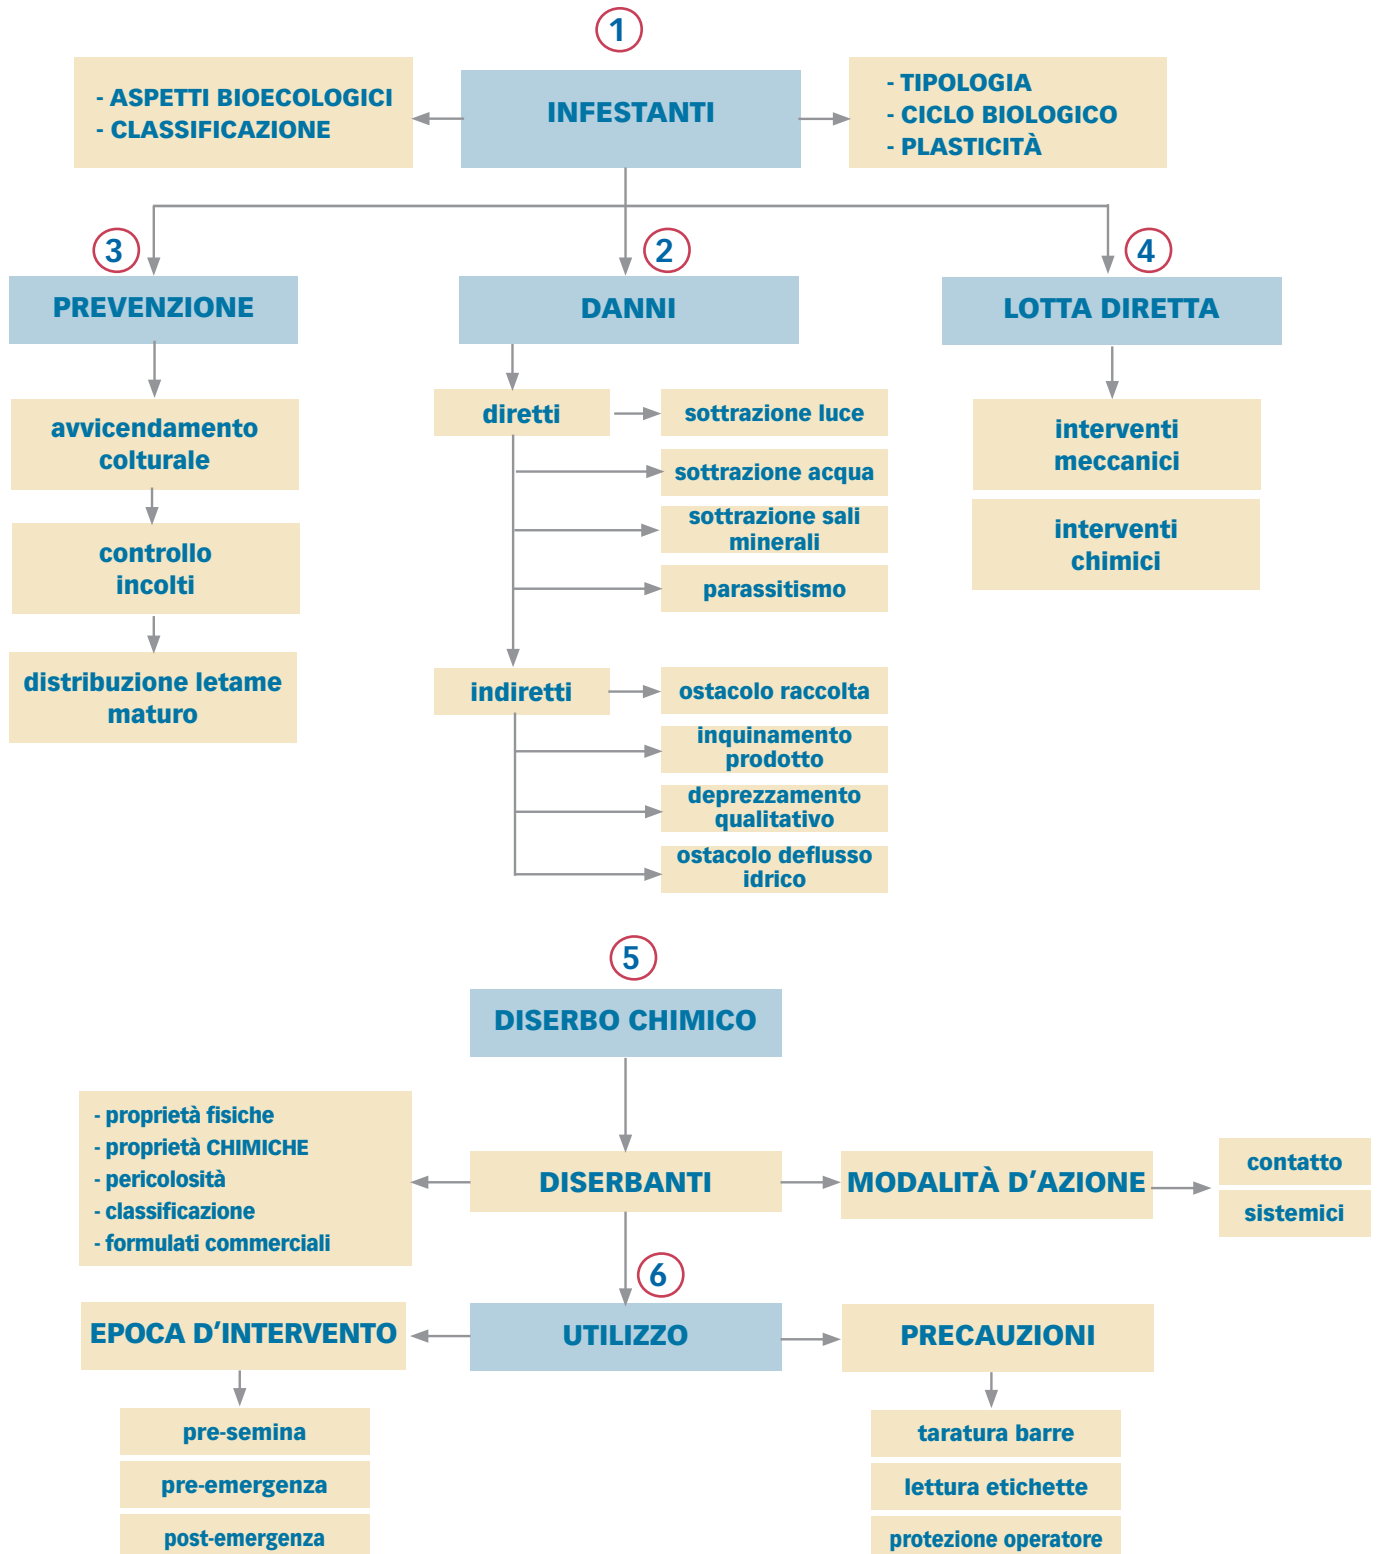 1
- ASPETTI BIOECOLOGICI
- CLASSIFICAZIONE
INFESTANTI
- TIPOLOGIA
- CICLO BIOLOGICO
- PLASTICITÀ
3
PREVENZIONE
avvicendamento
colturale
controllo
incolti
distribuzione letame
maturo
2
DANNI
diretti
sottrazione luce
sottrazione acqua
sottrazione sali
minerali
parassitismo
indiretti
ostacolo raccolta
inquinamento
prodotto
deprezzamento
qualitativo
ostacolo deflusso
idrico
4
LOTTA DIRETTA
interventi
meccanici
interventi
chimici
5
DISERBO CHIMICO
- proprietà fisiche
- proprietà CHIMICHE
- pericolosità
- classificazione
- formulati commerciali
DISERBANTI
MODALITÀ D'AZIONE
contatto
sistemici
6
EPOCA D'INTERVENTO
UTILIZZO
PRECAUZIONI
pre-semina
pre-emergenza
post-emergenza
taratura barre
lettura etichette
protezione operatore